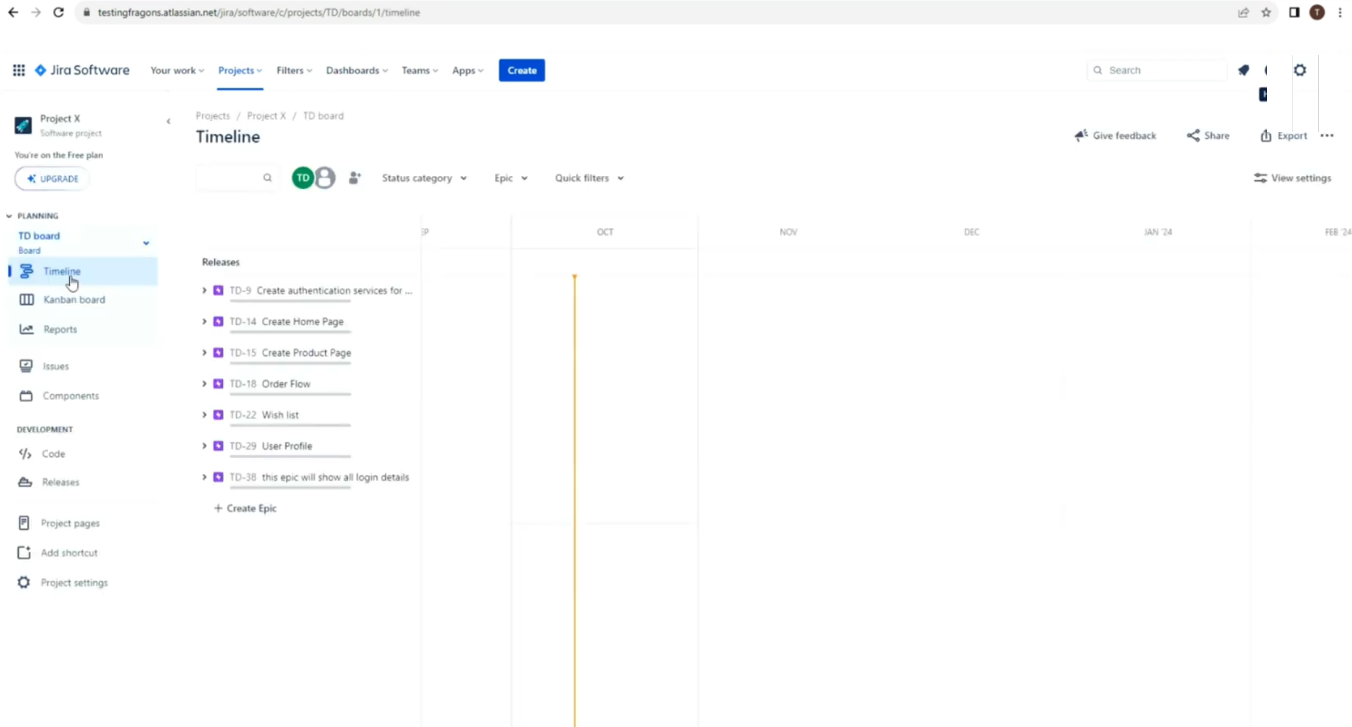 testingfragons.atlassian.net/jira/software/c/projects/TD/boards/1/timeline
T
Jira Software Your work Projects Filters Dashboards Teams Apps Create Search
Project X
Software project
You're on the Free plan
UPGRADE
PLANNING
TD board
Board
Timeline
Kanban board
Reports
Issues
Components
DEVELOPMENT
Code
Releases
Project pages
Add shortcut
Project settings
Projects / Project X / TD board
Timeline
Give feedback Share Export
TD Status category Epic Quick filters View settings
OCT NOV DEC JAN '24 FEB '24
Releases
TD-9 Create authentication services for ...
TD-14 Create Home Page
TD-15 Create Product Page
TD-18 Order Flow
TD-22 Wish list
TD-29 User Profile
TD-38 this epic will show all login details
+ Create Epic